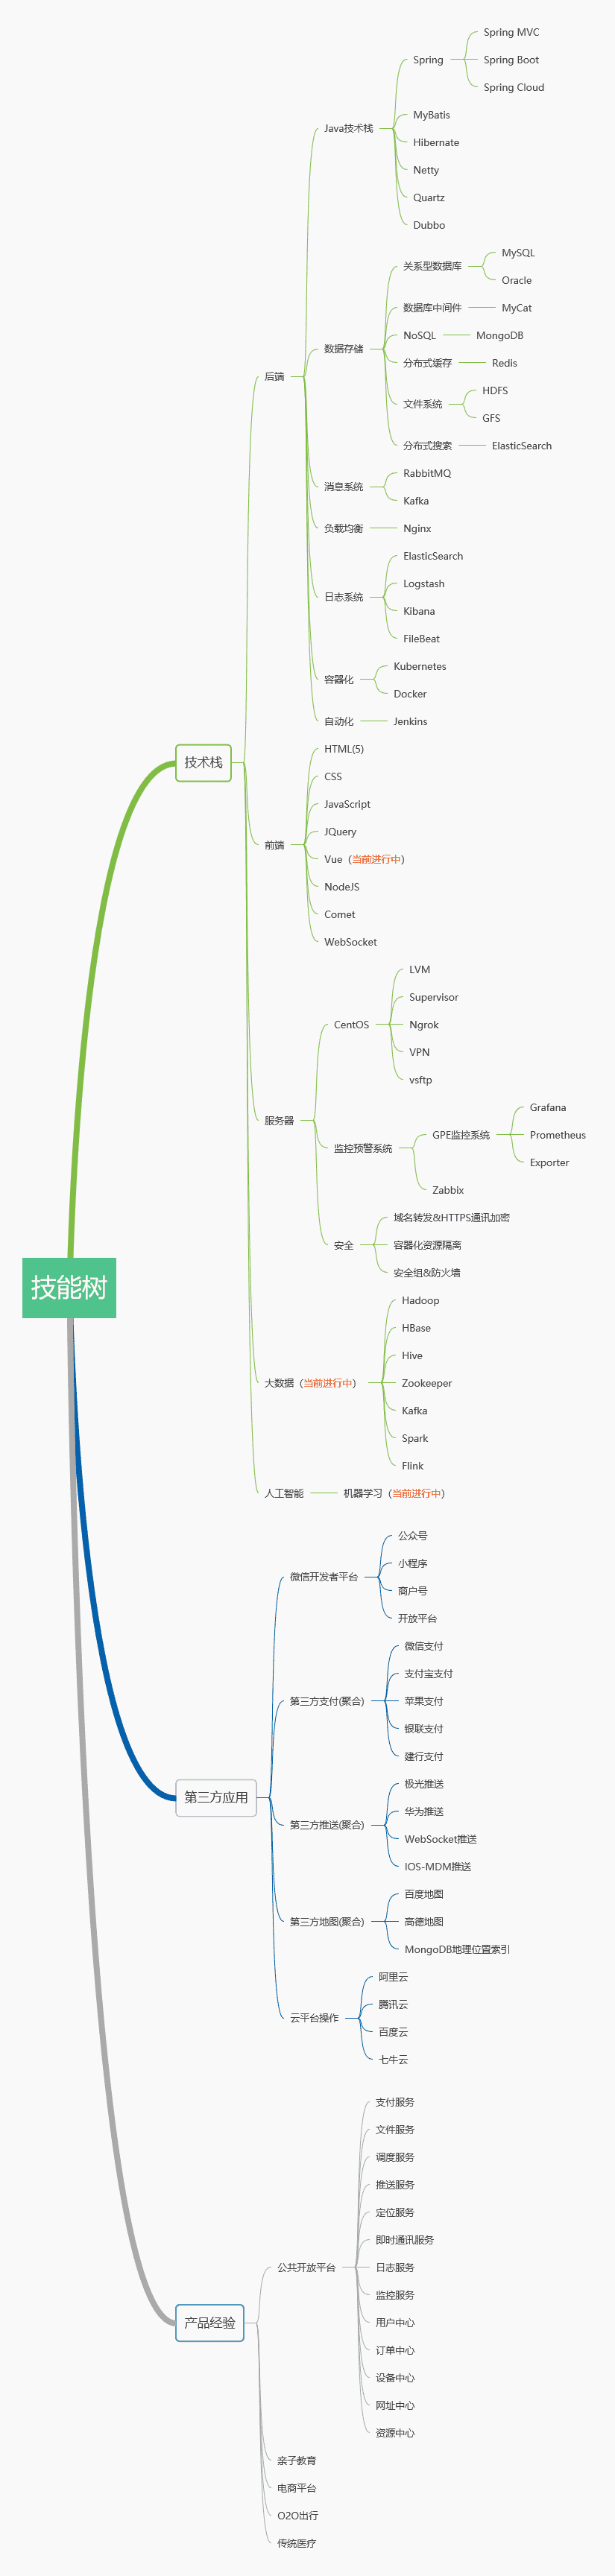 技能树
技术栈
后端
Java技术栈
Spring
Spring MVC
Spring Boot
Spring Cloud
MyBatis
Hibernate
Netty
Quartz
Dubbo
数据存储
关系型数据库
MySQL
Oracle
数据库中间件
MyCat
NoSQL
MongoDB
分布式缓存
Redis
文件系统
HDFS
GFS
分布式搜索
ElasticSearch
消息系统
RabbitMQ
Kafka
负载均衡
Nginx
日志系统
ElasticSearch
Logstash
Kibana
FileBeat
容器化
Kubernetes
Docker
自动化
Jenkins
前端
HTML(5)
CSS
JavaScript
JQuery
Vue（当前进行中）
NodeJS
Comet
WebSocket
服务器
CentOS
LVM
Supervisor
Ngrok
VPN
vsftp
监控预警系统
GPE监控系统
Grafana
Prometheus
Exporter
Zabbix
安全
域名转发&HTTPS通讯加密
容器化资源隔离
安全组&防火墙
大数据（当前进行中）
Hadoop
HBase
Hive
Zookeeper
Kafka
Spark
Flink
人工智能
机器学习（当前进行中）
第三方应用
微信开发者平台
公众号
小程序
商户号
开放平台
第三方支付(聚合)
微信支付
支付宝支付
苹果支付
银联支付
建行支付
第三方推送(聚合)
极光推送
华为推送
WebSocket推送
IOS-MDM推送
第三方地图(聚合)
百度地图
高德地图
MongoDB地理位置索引
云平台操作
阿里云
腾讯云
百度云
七牛云
产品经验
公共开放平台
支付服务
文件服务
调度服务
推送服务
定位服务
即时通讯服务
日志服务
监控服务
用户中心
订单中心
设备中心
网址中心
资源中心
亲子教育
电商平台
O2O出行
传统医疗